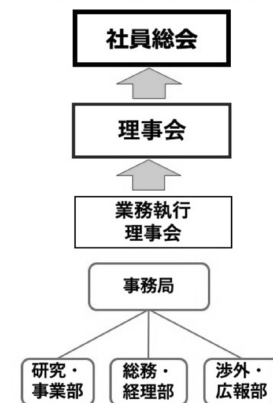 社員総会
理事会
業務執行
理事会
事務局
研究・
事業部
総務・
経理部
渉外・
広報部